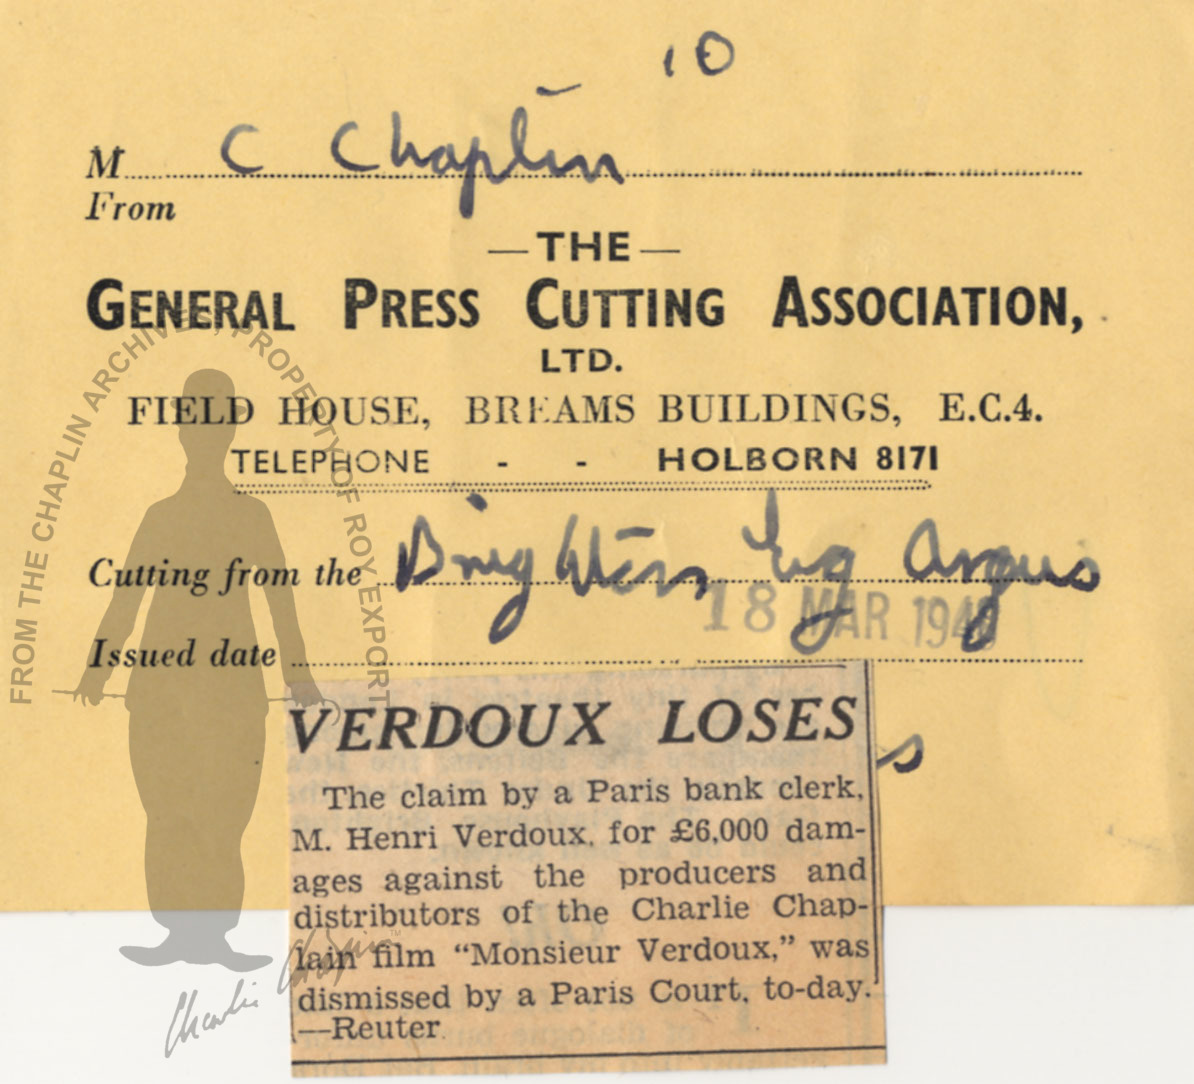 10
M C Chaplin
From
— THE —
GENERAL PRESS CUTTING ASSOCIATION,
LTD.
FIELD HOUSE, BREAMS BUILDINGS, E.C.4.
TELEPHONE - - HOLBORN 8171
Cutting from the Brighton Evg Argus
18 MAR 194
Issued date
s
VERDOUX LOSES
The claim by a Paris bank clerk,
M. Henri Verdoux, for £6,000 dam-
ages against the producers and
distributors of the Charlie Chap-
lain film “Monsieur Verdoux,” was
dismissed by a Paris Court, to-day.
—Reuter
FROM THE CHAPLIN ARCHIVES, PROPERTY OF ROY EXPORT
Charlie Chaplin™